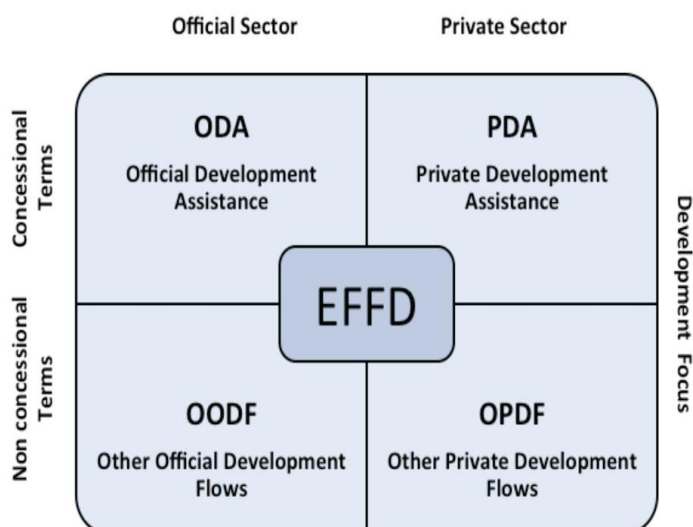 Official Sector
Private Sector
Concessional
Terms
ODA
Official Development
Assistance
PDA
Private Development
Assistance
EFFD
Development Focus
Non concessional
Terms
OODF
Other Official Development
Flows
OPDF
Other Private Development
Flows